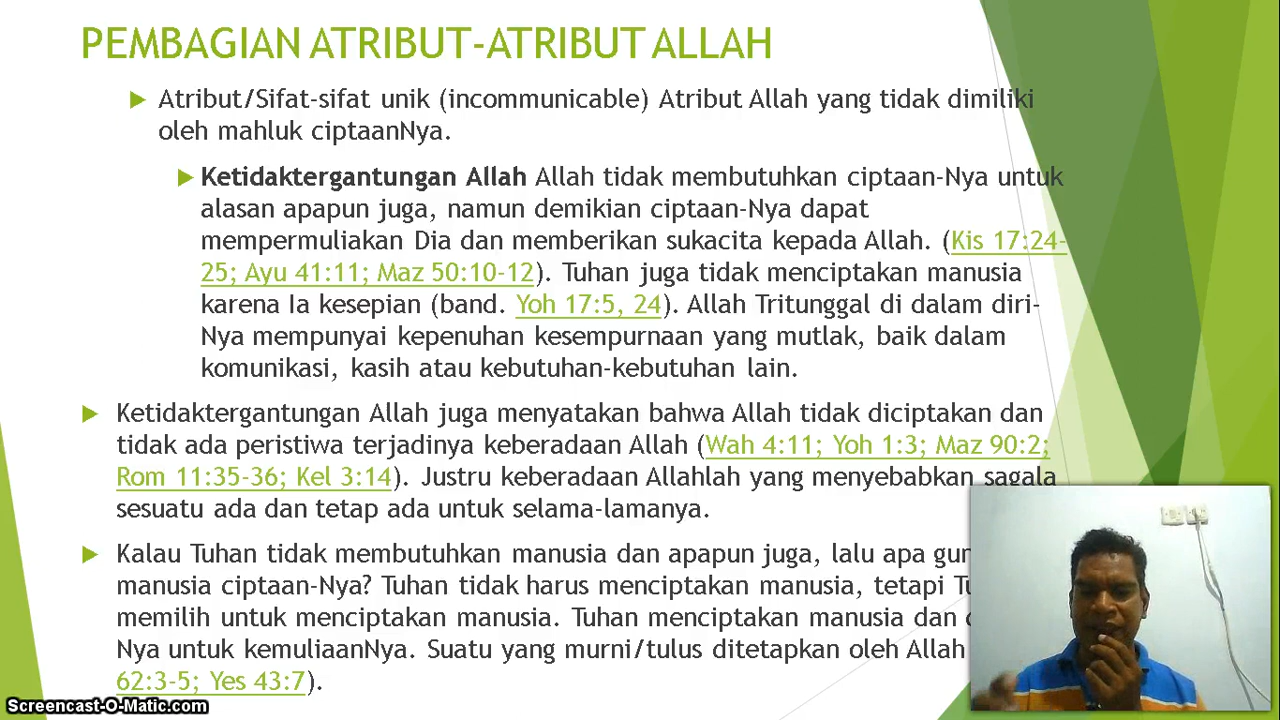 PEMBAGIAN ATRIBUT-ATRIBUT ALLAH
Atribut/Sifat-sifat unik (incommunicable) Atribut Allah yang tidak dimiliki
oleh mahluk ciptaanNya.
Ketidaktergantungan Allah Allah tidak membutuhkan ciptaan-Nya untuk
alasan apapun juga, namun demikian ciptaan-Nya dapat
mempermuliakan Dia dan memberikan sukacita kepada Allah. (Kis 17:24-
25; Ayu 41:11; Maz 50:10-12). Tuhan juga tidak menciptakan manusia
karena Ia kesepian (band. Yoh 17:5, 24). Allah Tritunggal di dalam diri-
Nya mempunyai kepenuhan kesempurnaan yang mutlak, baik dalam
komunikasi, kasih atau kebutuhan-kebutuhan lain.
Ketidaktergantungan Allah juga menyatakan bahwa Allah tidak diciptakan dan
tidak ada peristiwa terjadinya keberadaan Allah (Wah 4:11; Yoh 1:3; Maz 90:2;
Rom 11:35-36; Kel 3:14). Justru keberadaan Allahlah yang menyebabkan sagala
sesuatu ada dan tetap ada untuk selama-lamanya.
Kalau Tuhan tidak membutuhkan manusia dan apapun juga, lalu apa
manusia ciptaan-Nya? Tuhan tidak harus menciptakan manusia, tetapi
memilih untuk menciptakan manusia. Tuhan menciptakan manusia dan
Nya untuk kemuliaanNya. Suatu yang murni/tulus ditetapkan oleh Allah
62:3-5; Yes 43:7).
Screencast-O-Matic.com